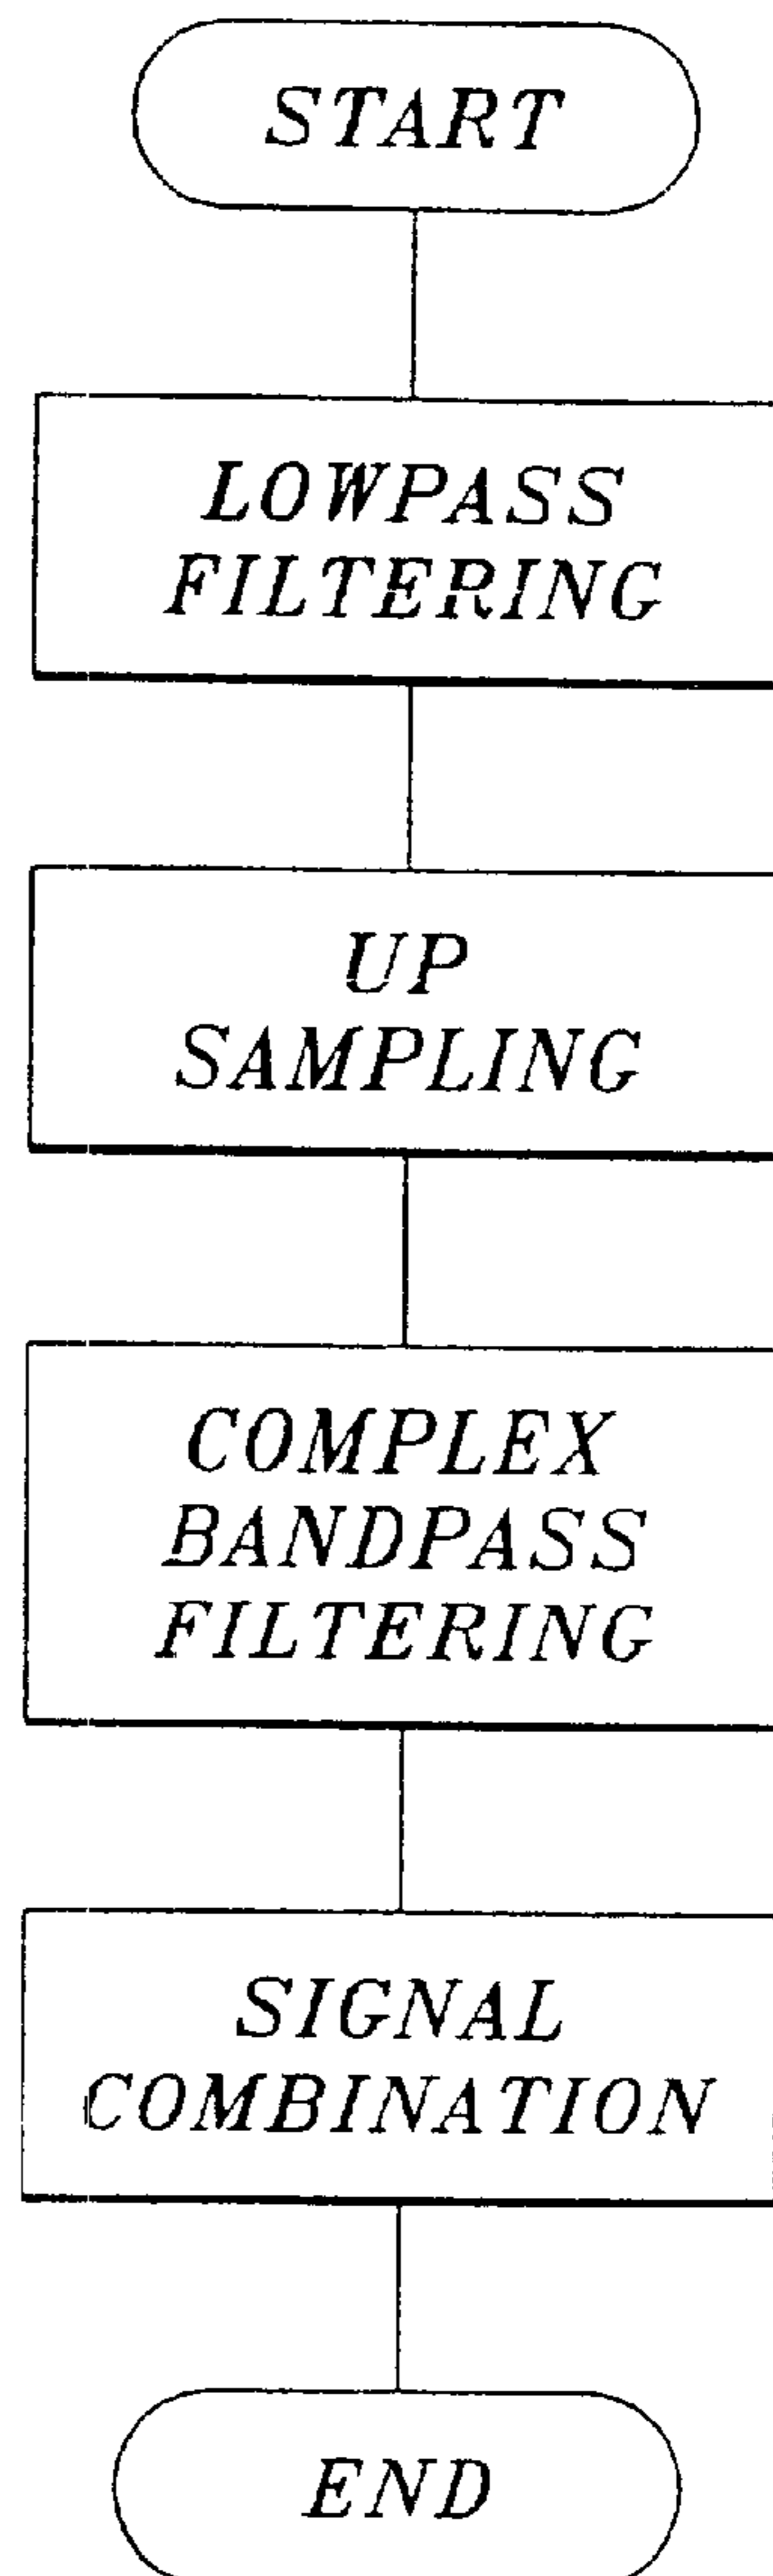 START
LOWPASS
FILTERING
UP
SAMPLING
COMPLEX
BANDPASS
FILTERING
SIGNAL
COMBINATION
END